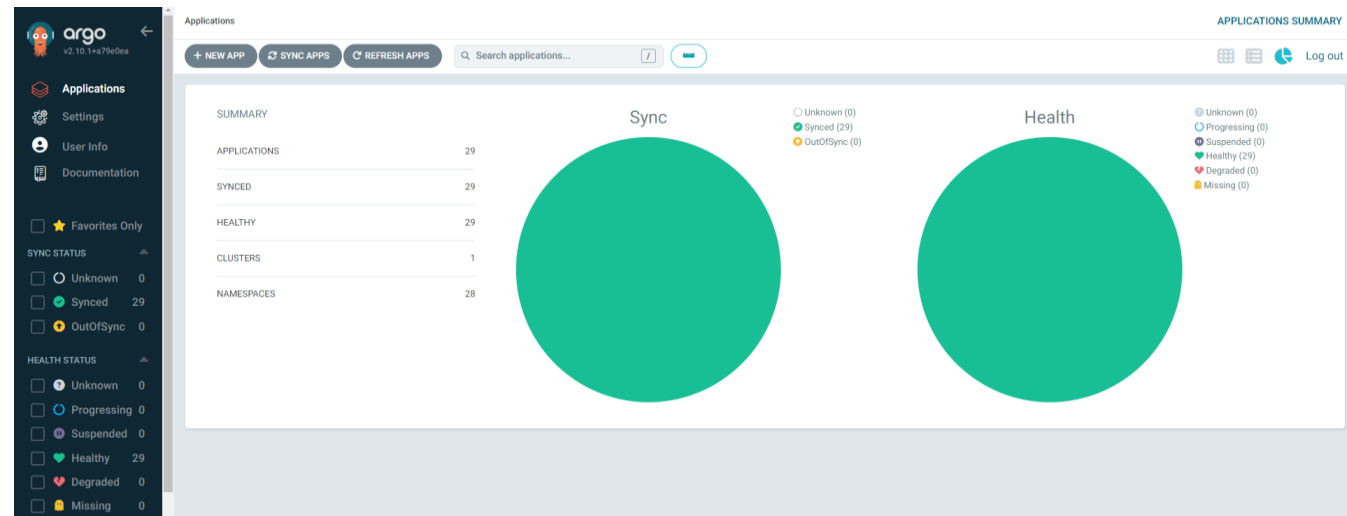 argo
v2.10.1+a79e0ea
Applications
Settings
User Info
Documentation
Favorites Only
SYNC STATUS
Unknown 0
Synced 29
OutOfSync 0
HEALTH STATUS
Unknown 0
Progressing 0
Suspended 0
Healthy 29
Degraded 0
Missing 0
Applications
APPLICATIONS SUMMARY
+ NEW APP
SYNC APPS
REFRESH APPS
Search applications...
/
Log out
SUMMARY
APPLICATIONS 29
SYNCED 29
HEALTHY 29
CLUSTERS 1
NAMESPACES 28
Sync
Unknown (0)
Synced (29)
OutOfSync (0)
Health
Unknown (0)
Progressing (0)
Suspended (0)
Healthy (29)
Degraded (0)
Missing (0)